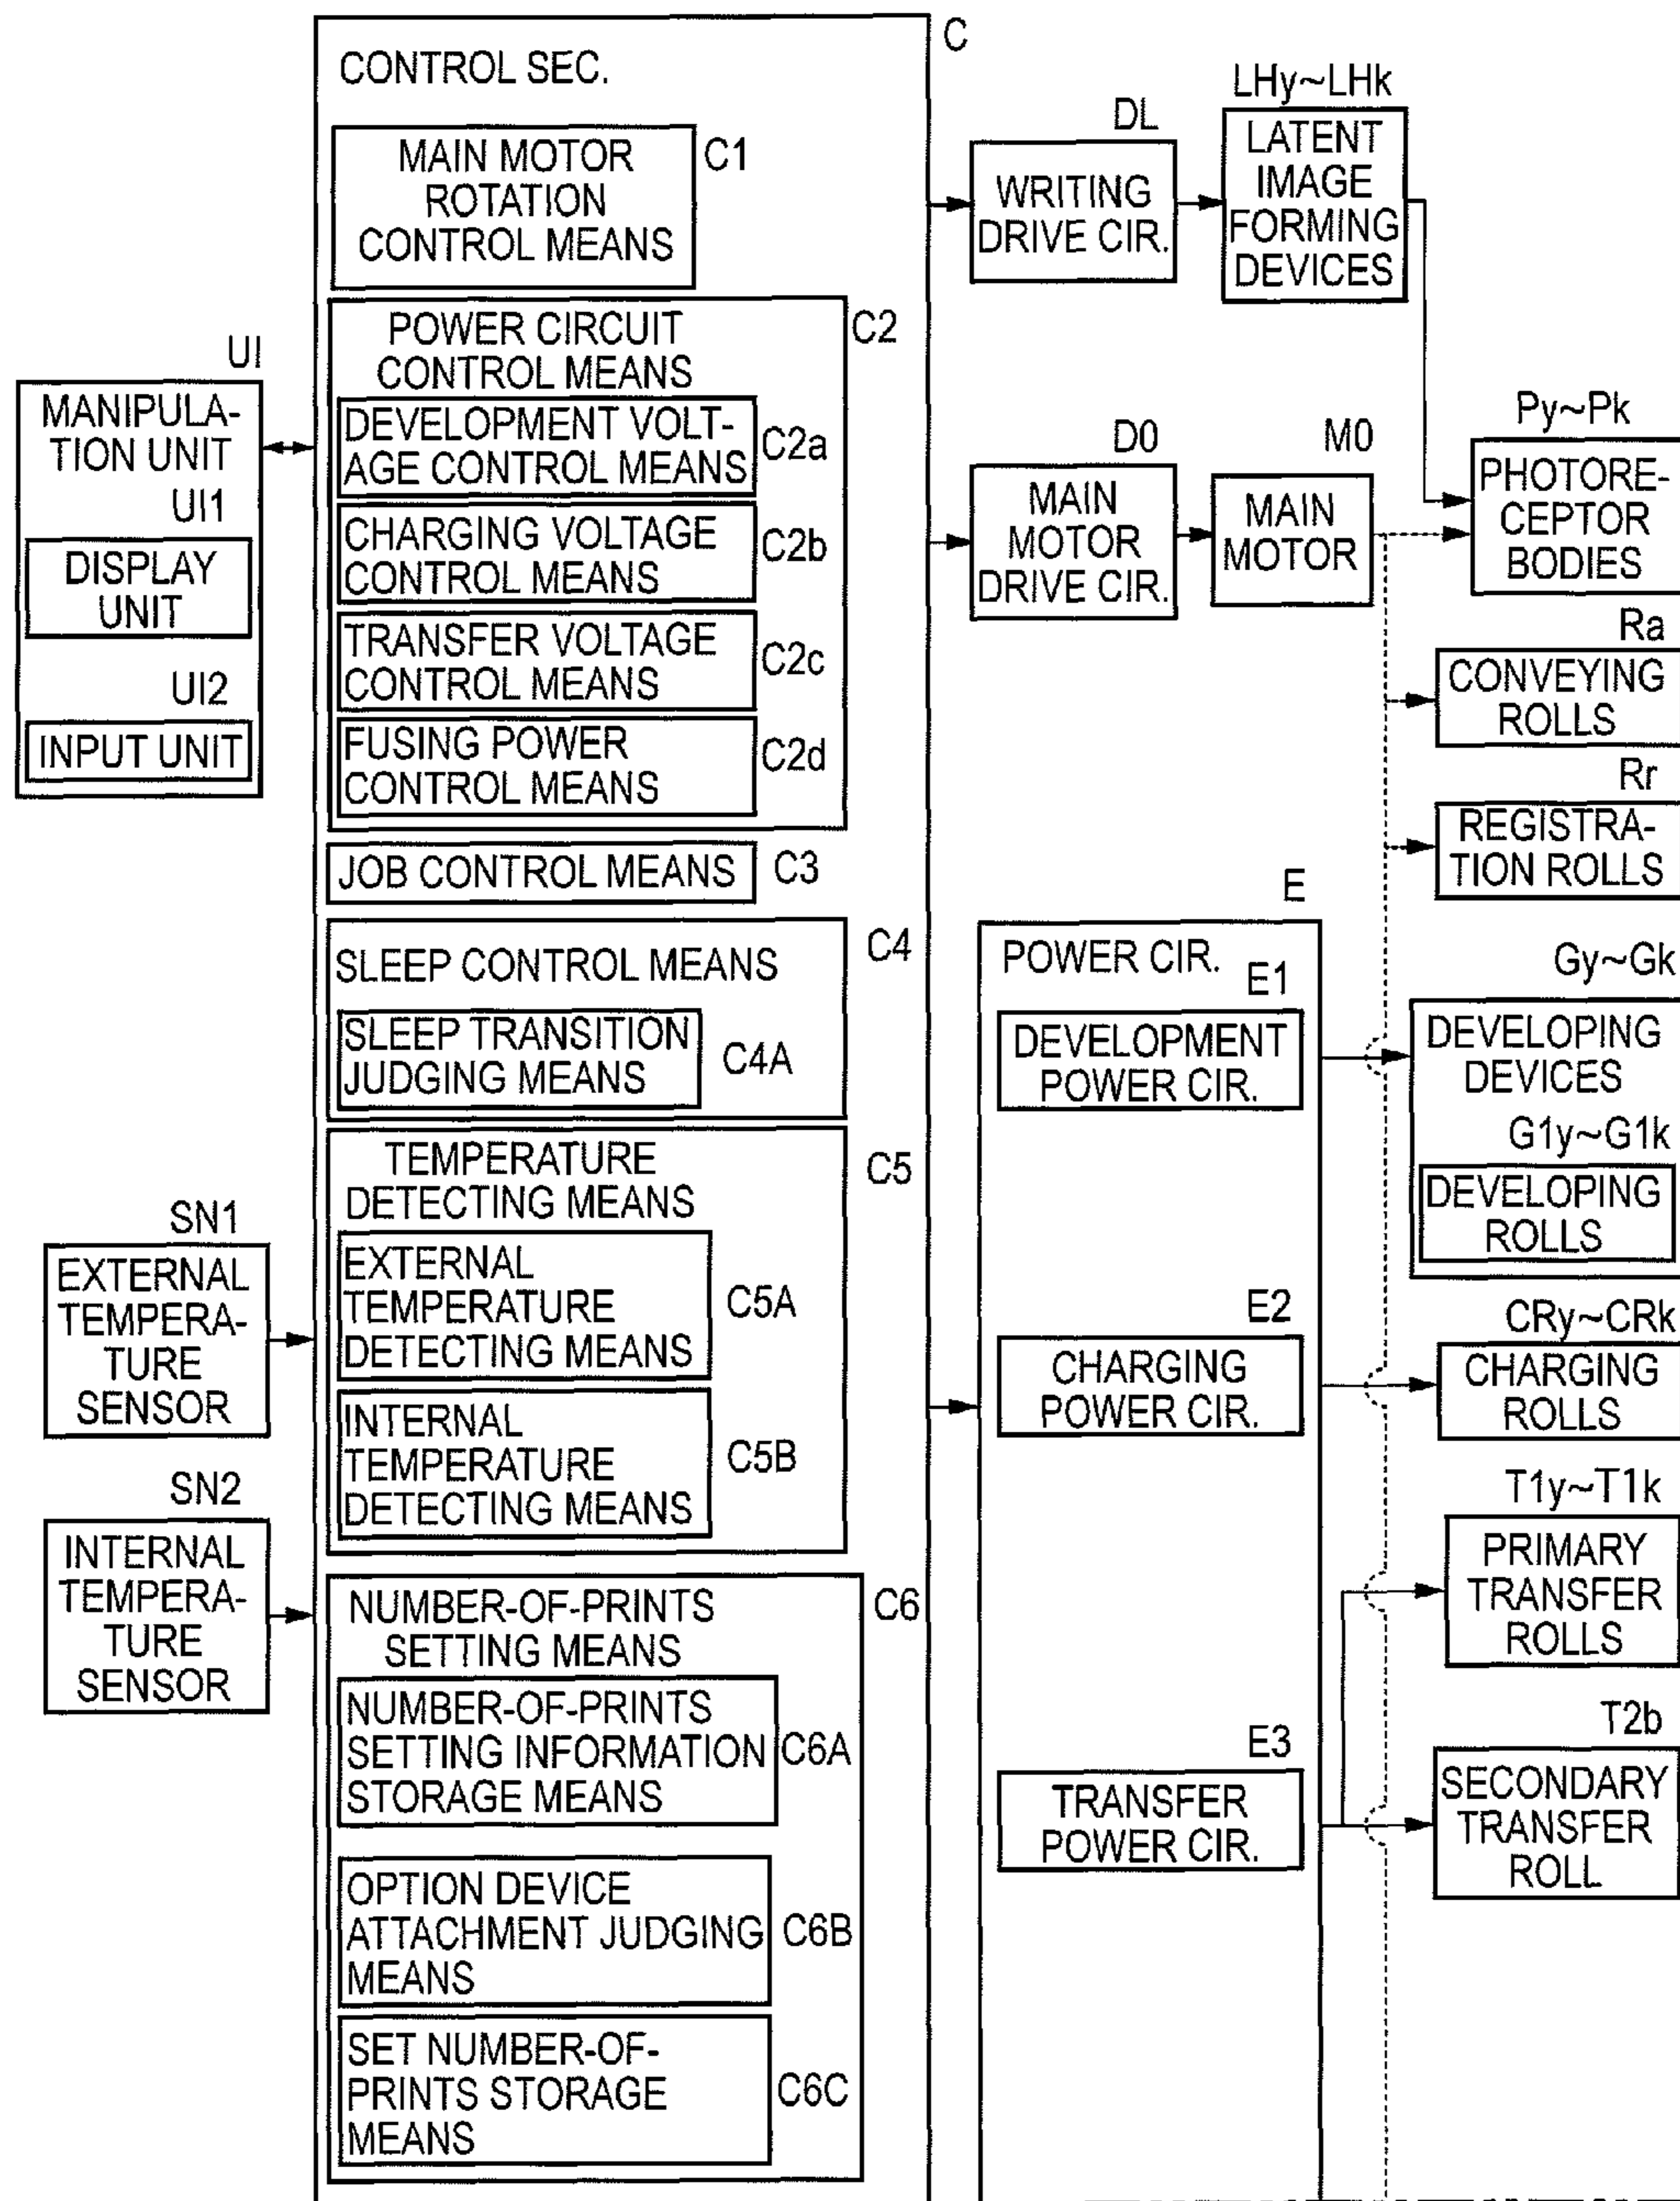 C
CONTROL SEC.
C1
MAIN MOTOR
ROTATION
CONTROL MEANS
C2
POWER CIRCUIT
CONTROL MEANS
DEVELOPMENT VOLT-
AGE CONTROL MEANS
C2a
CHARGING VOLTAGE
CONTROL MEANS
C2b
TRANSFER VOLTAGE
CONTROL MEANS
C2c
FUSING POWER
CONTROL MEANS
C2d
JOB CONTROL MEANS
C3
C4
SLEEP CONTROL MEANS
SLEEP TRANSITION
JUDGING MEANS
C4A
C5
TEMPERATURE
DETECTING MEANS
EXTERNAL
TEMPERATURE
DETECTING MEANS
C5A
INTERNAL
TEMPERATURE
DETECTING MEANS
C5B
C6
NUMBER-OF-PRINTS
SETTING MEANS
NUMBER-OF-PRINTS
SETTING INFORMATION
STORAGE MEANS
C6A
OPTION DEVICE
ATTACHMENT JUDGING
MEANS
C6B
SET NUMBER-OF-
PRINTS STORAGE
MEANS
C6C
UI
MANIPULA-
TION UNIT
UI1
DISPLAY
UNIT
UI2
INPUT UNIT
SN1
EXTERNAL
TEMPERA-
TURE
SENSOR
SN2
INTERNAL
TEMPERA-
TURE
SENSOR
DL
WRITING
DRIVE CIR.
LHy~LHk
LATENT
IMAGE
FORMING
DEVICES
D0
MAIN
MOTOR
DRIVE CIR.
M0
MAIN
MOTOR
Py~Pk
PHOTORE-
CEPTOR
BODIES
Ra
CONVEYING
ROLLS
Rr
REGISTRA-
TION ROLLS
E
POWER CIR.
E1
DEVELOPMENT
POWER CIR.
E2
CHARGING
POWER CIR.
E3
TRANSFER
POWER CIR.
Gy~Gk
DEVELOPING
DEVICES
G1y~G1k
DEVELOPING
ROLLS
CRy~CRk
CHARGING
ROLLS
T1y~T1k
PRIMARY
TRANSFER
ROLLS
T2b
SECONDARY
TRANSFER
ROLL